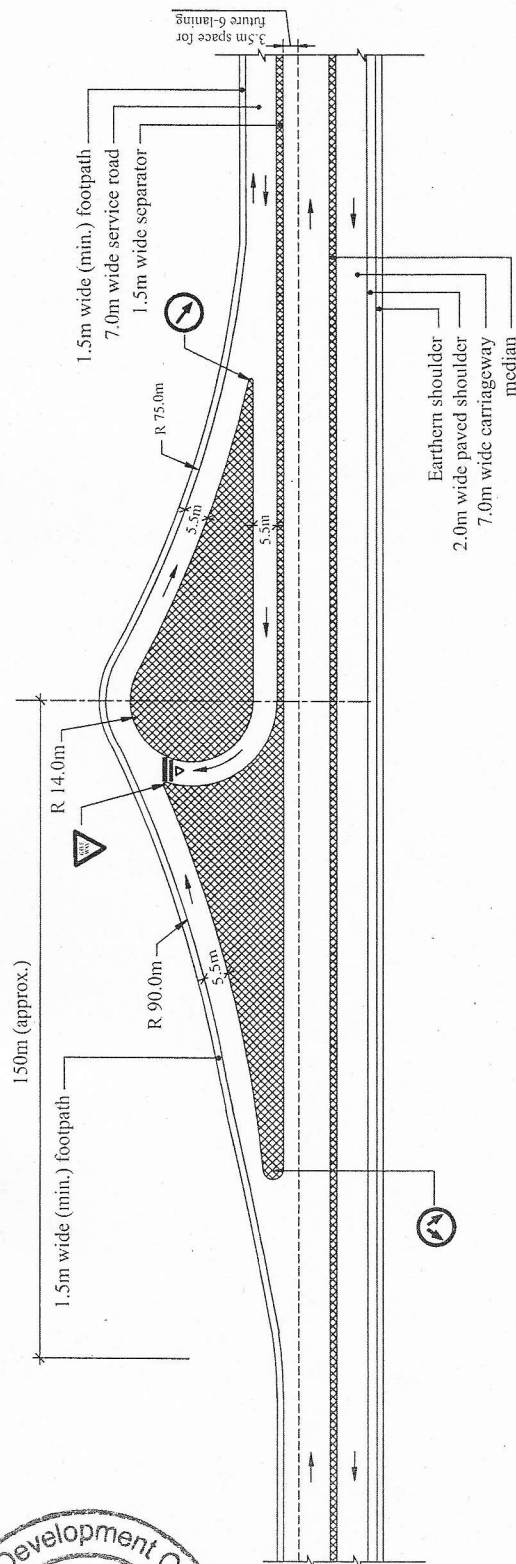 3.5m space for
future 6-laning
1.5m wide (min.) footpath
7.0m wide service road
1.5m wide separator
R 75.0m
5.5m
5.5m
R 14.0m
GIVE
WAY
150m (approx.)
R 90.0m
5.5m
1.5m wide (min.) footpath
Earthern shoulder
2.0m wide paved shoulder
7.0m wide carriageway
median
Development